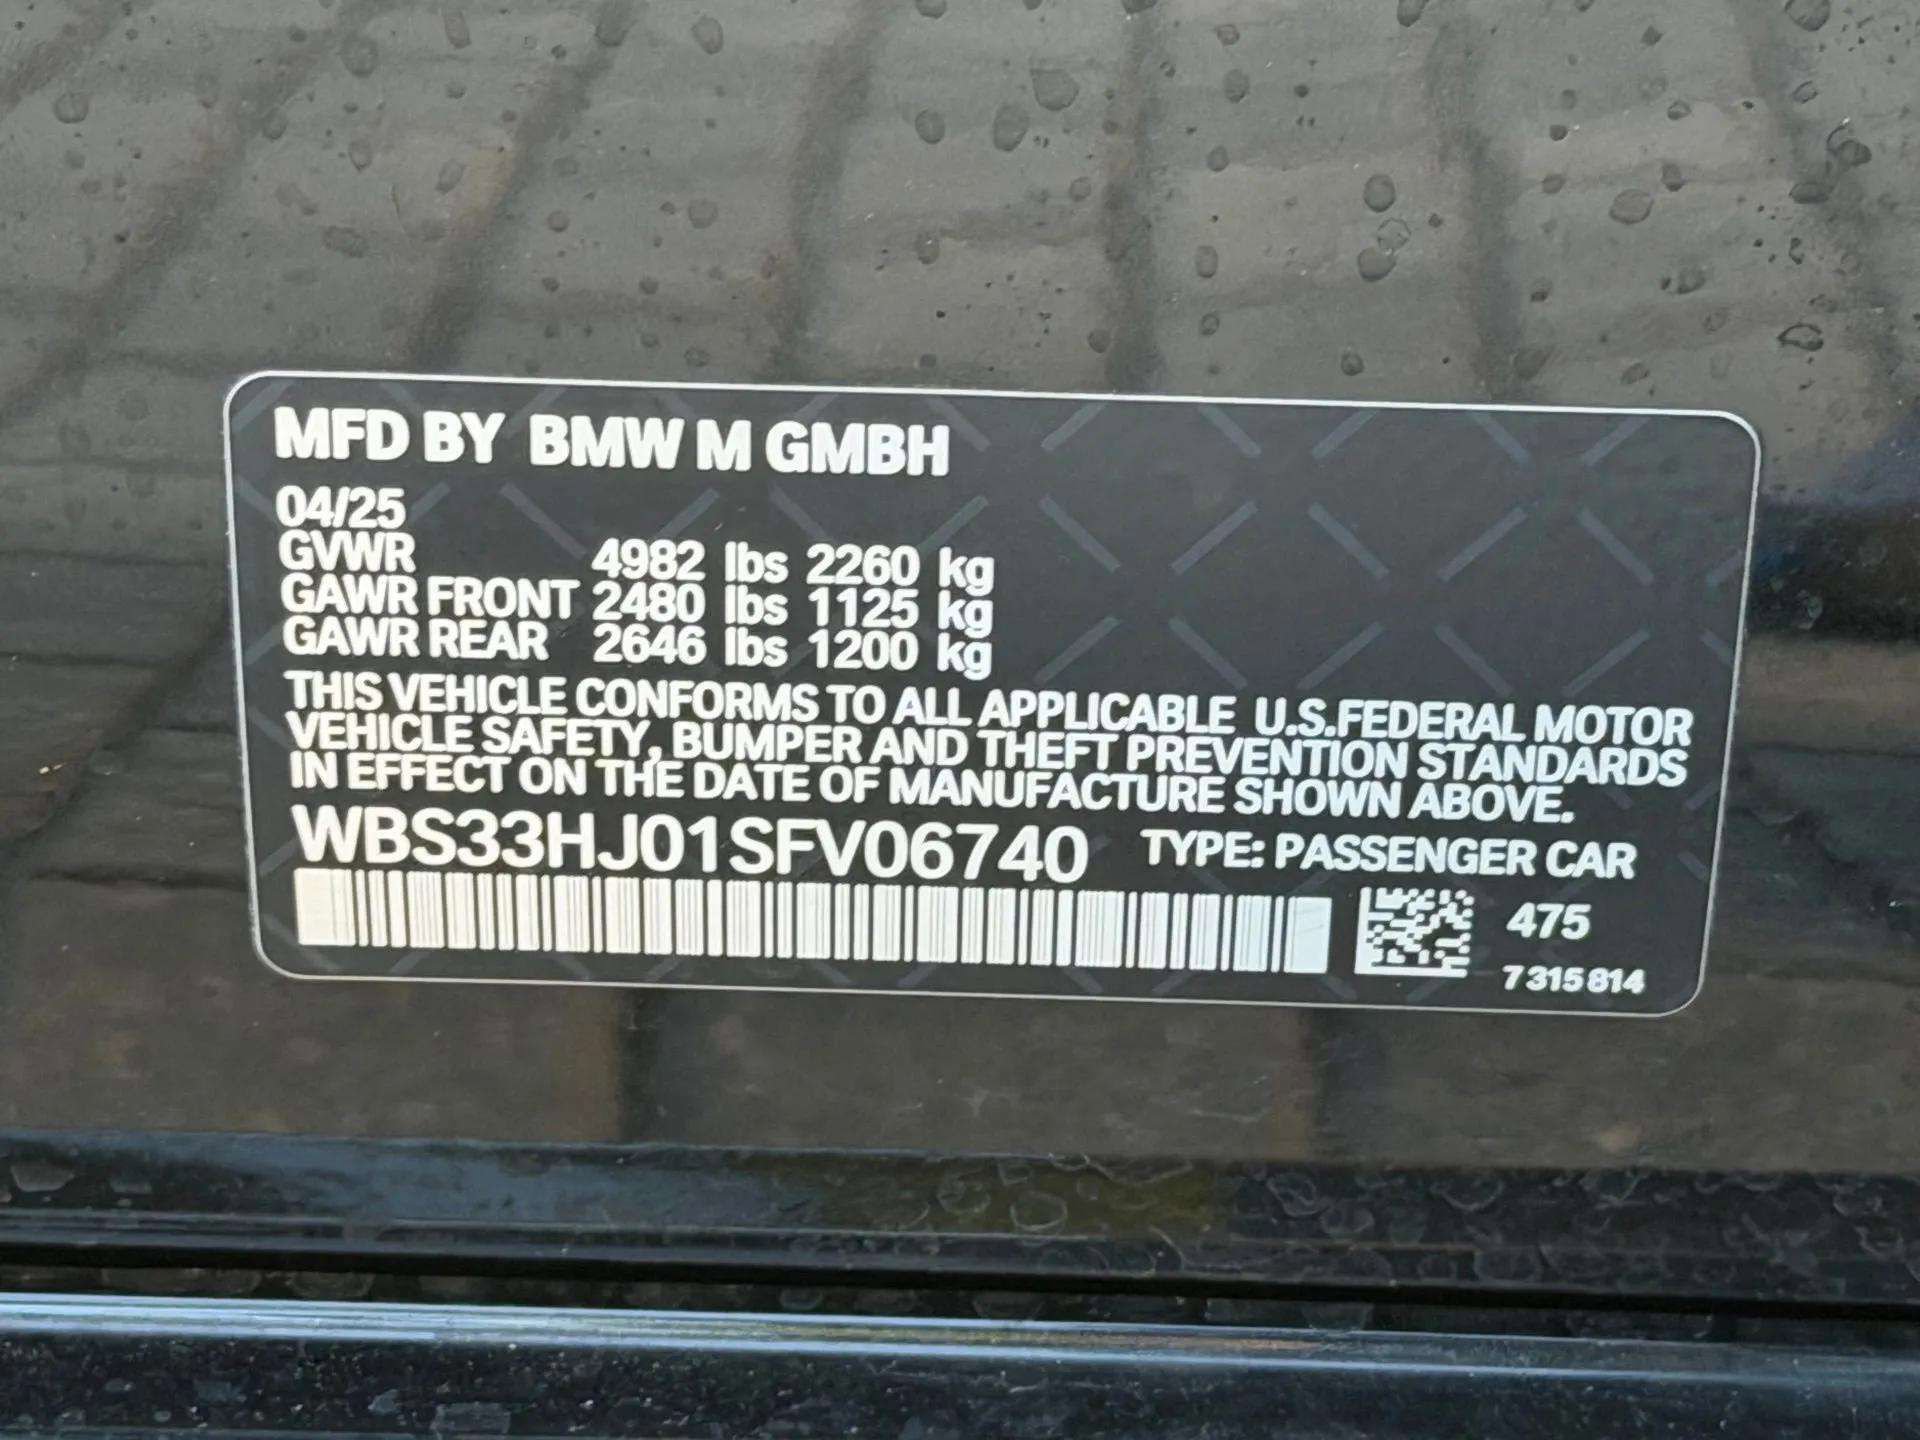 MFD BY BMW M GMBH
04/25
GVWR 4982 lbs 2260 kg
GAWR FRONT 2480 lbs 1125 kg
GAWR REAR 2646 lbs 1200 kg
THIS VEHICLE CONFORMS TO ALL APPLICABLE U.S.FEDERAL MOTOR
VEHICLE SAFETY, BUMPER AND THEFT PREVENTION STANDARDS
IN EFFECT ON THE DATE OF MANUFACTURE SHOWN ABOVE.
WBS33HJ01SFV06740 TYPE: PASSENGER CAR
475
7315814